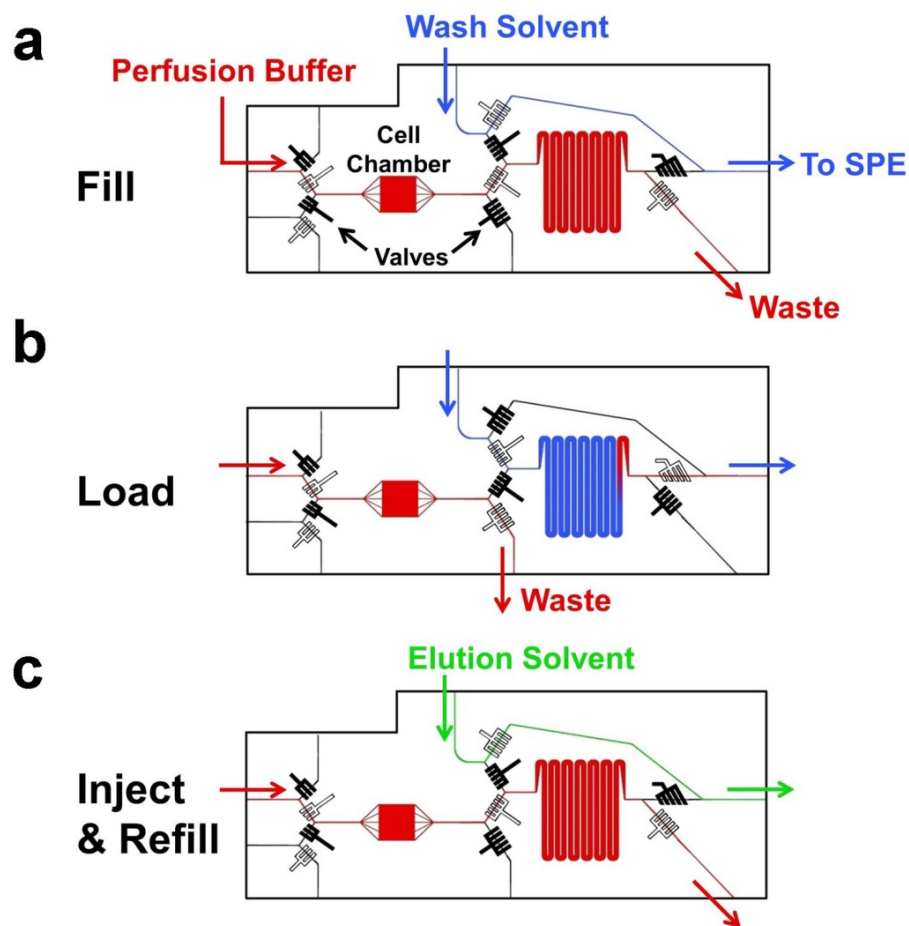 a
Wash Solvent
Perfusion Buffer
Cell
Chamber
To SPE
Fill
Valves
Waste
b
Load
Waste
c
Elution Solvent
Inject
& Refill